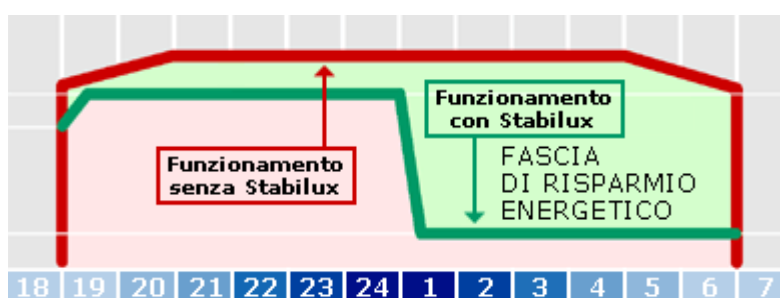 Funzionamento
con Stabilux
Funzionamento
senza Stabilux
FASCIA
DI RISPARMIO
ENERGETICO
18 19 20 21 22 23 24 1 2 3 4 5 6 7